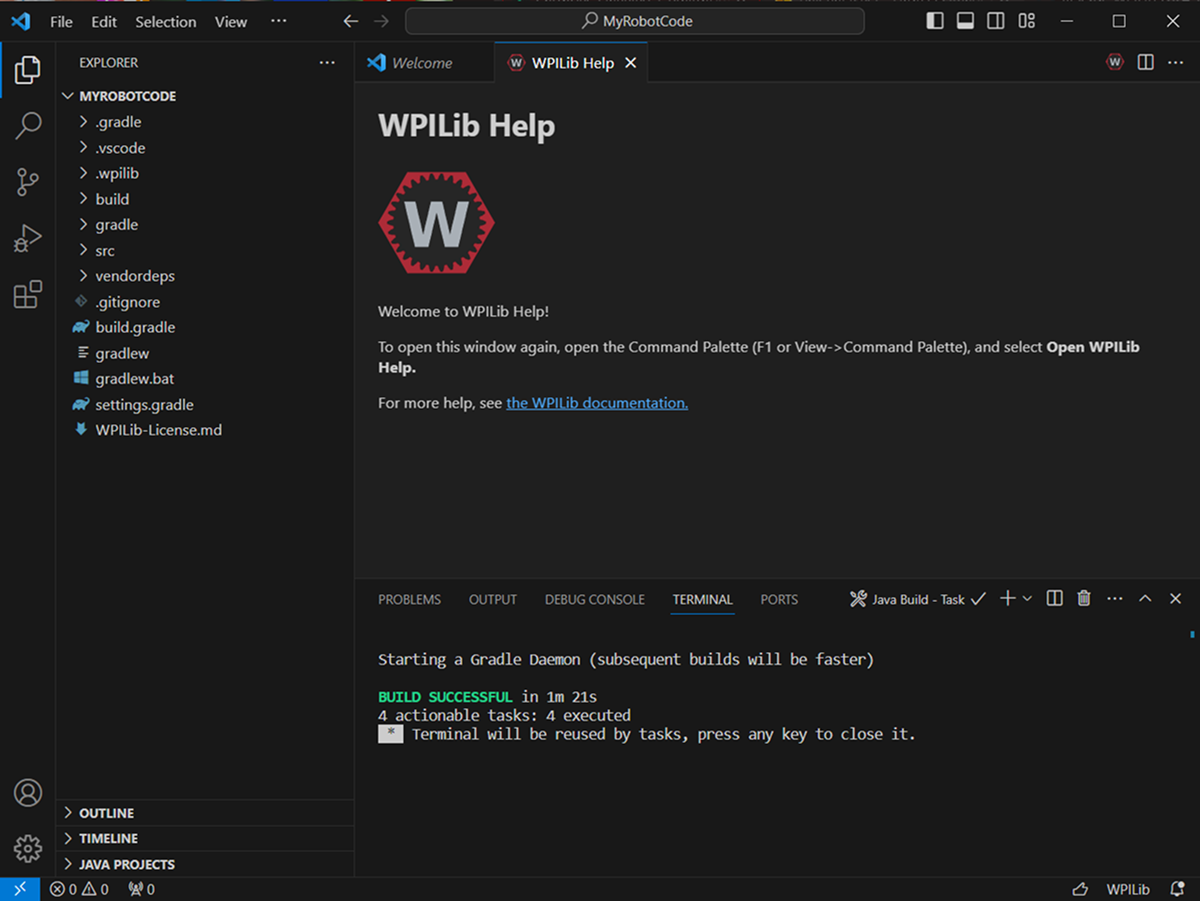 File Edit Selection View ··· MyRobotCode
EXPLORER ···
MYROBOTCODE
.gradle
.vscode
.wpilib
build
gradle
src
vendordeps
.gitignore
build.gradle
gradlew
gradlew.bat
settings.gradle
WPILib-License.md
OUTLINE
TIMELINE
JAVA PROJECTS
Welcome W WPILib Help W ···
WPILib Help
W
Welcome to WPILib Help!
To open this window again, open the Command Palette (F1 or View->Command Palette), and select Open WPILib
Help.
For more help, see the WPILib documentation.
PROBLEMS OUTPUT DEBUG CONSOLE TERMINAL PORTS Java Build - Task ···
Starting a Gradle Daemon (subsequent builds will be faster)
BUILD SUCCESSFUL in 1m 21s
4 actionable tasks: 4 executed
* Terminal will be reused by tasks, press any key to close it.
0 0 0 WPILib